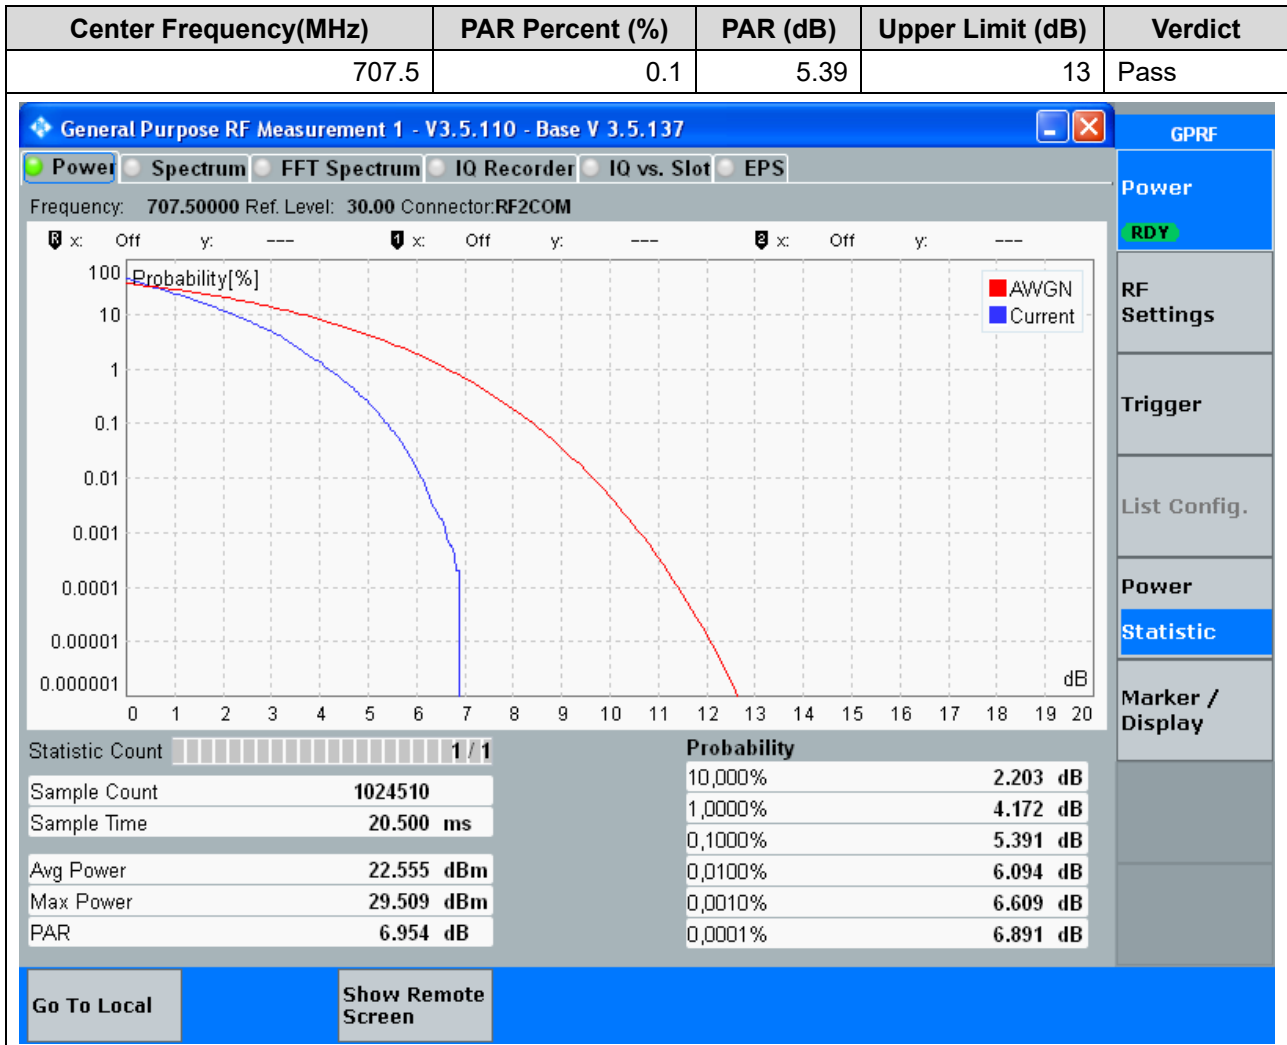 Center Frequency(MHz) PAR Percent (%) PAR (dB) Upper Limit (dB) Verdict
707.5 0.1 5.39 13 Pass
General Purpose RF Measurement 1 - V3.5.110 - Base V 3.5.137
GPRF
Power Spectrum FFT Spectrum IQ Recorder IQ vs. Slot EPS
Power
RDY
Frequency: 707.50000 Ref. Level: 30.00 Connector:RF2COM
R x: Off y: --- 1 x: Off y: --- 2 x: Off y: ---
Probability[%]
AWGN
Current
100
10
1
0.1
0.01
0.001
0.0001
0.00001
0.000001
dB
0 1 2 3 4 5 6 7 8 9 10 11 12 13 14 15 16 17 18 19 20
RF
Settings
Trigger
List Config.
Power
Statistic
Marker /
Display
Statistic Count 1 / 1
Sample Count 1024510
Sample Time 20.500 ms
Avg Power 22.555 dBm
Max Power 29.509 dBm
PAR 6.954 dB
Probability
10,000% 2.203 dB
1,0000% 4.172 dB
0,1000% 5.391 dB
0,0100% 6.094 dB
0,0010% 6.609 dB
0,0001% 6.891 dB
Go To Local
Show Remote
Screen